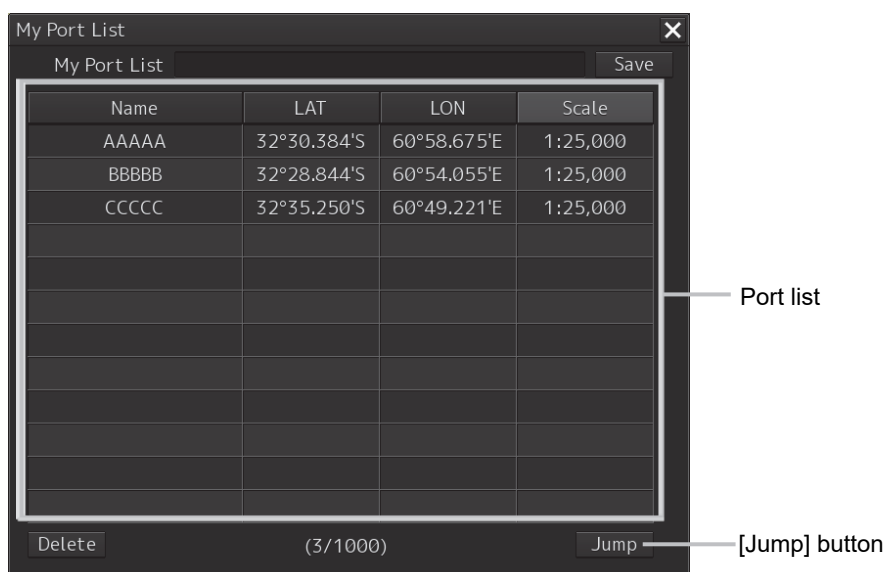 My Port List
My Port List Save
Name LAT LON Scale
AAAAA 32°30.384'S 60°58.675'E 1:25,000
BBBBB 32°28.844'S 60°54.055'E 1:25,000
CCCCC 32°35.250'S 60°49.221'E 1:25,000
Port list
Delete (3/1000) Jump [Jump] button